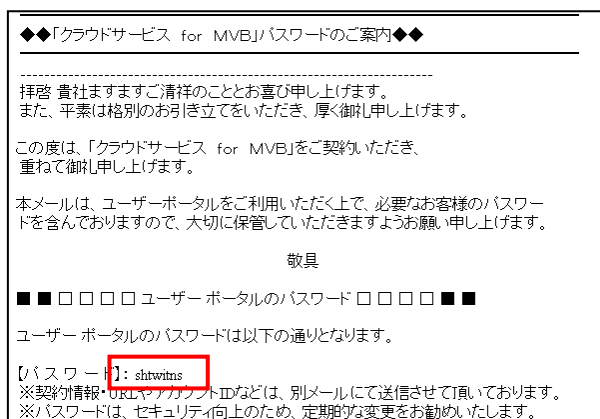 ◆◆「クラウドサービス for MVB」パスワードのご案内◆◆
--------------------------------------------------------------
拝啓 貴社ますますご清祥のこととお喜び申し上げます。
また、平素は格別のお引き立てをいただき、厚く御礼申し上げます。
この度は、「クラウドサービス for MVB」をご契約いただき、
重ねて御礼申し上げます。
本メールは、ユーザーポータルをご利用いただく上で、必要なお客様のパスワー
ドを含んでおりますので、大切に保管していただきますようお願い申し上げます。
敬具
■ ■ □ □ □ □ ユーザー ポータルのパスワード □ □ □ □ ■ ■
ユーザー ポータルのパスワードは以下の通りとなります。
【パスワード】: shtwitns
※契約情報・URLやアカウントIDなどは、別メールにて送信させて頂いております。
※パスワードは、セキュリティ向上のため、定期的な変更をお勧めいたします。